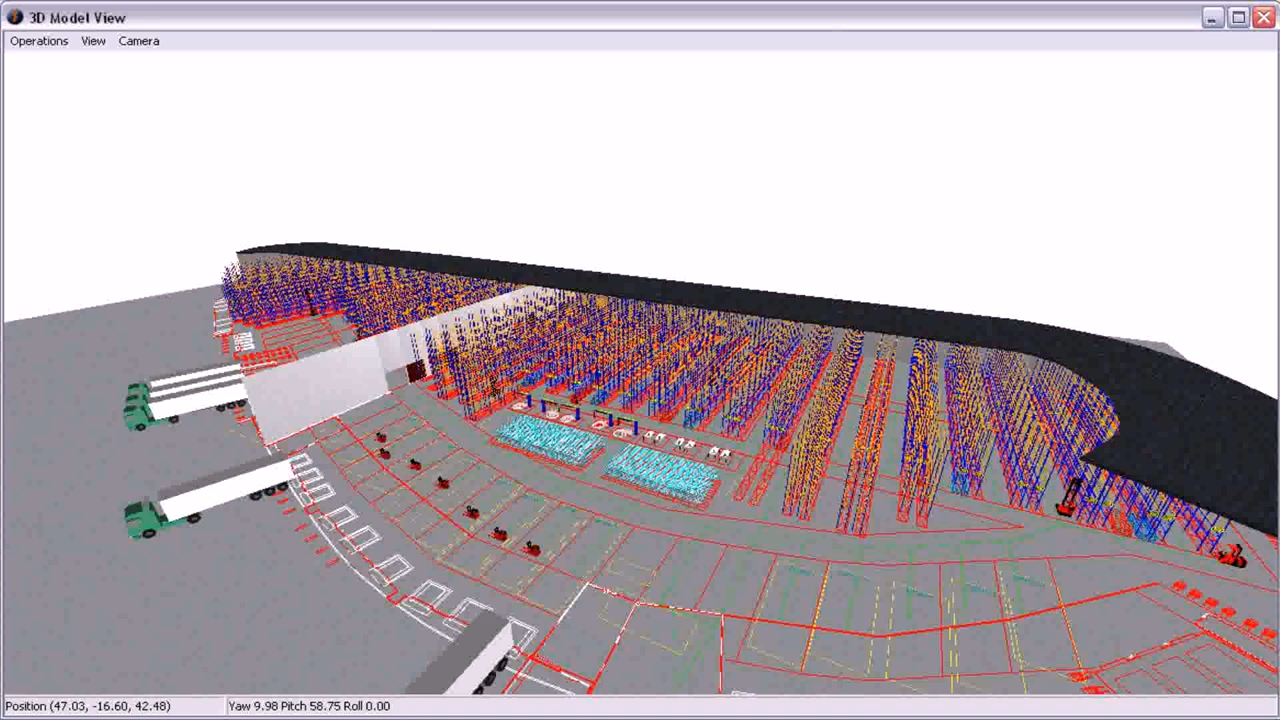 3D Model View
Operations View Camera
Position (47.03, -16.60, 42.48) Yaw 9.98 Pitch 58.75 Roll 0.00